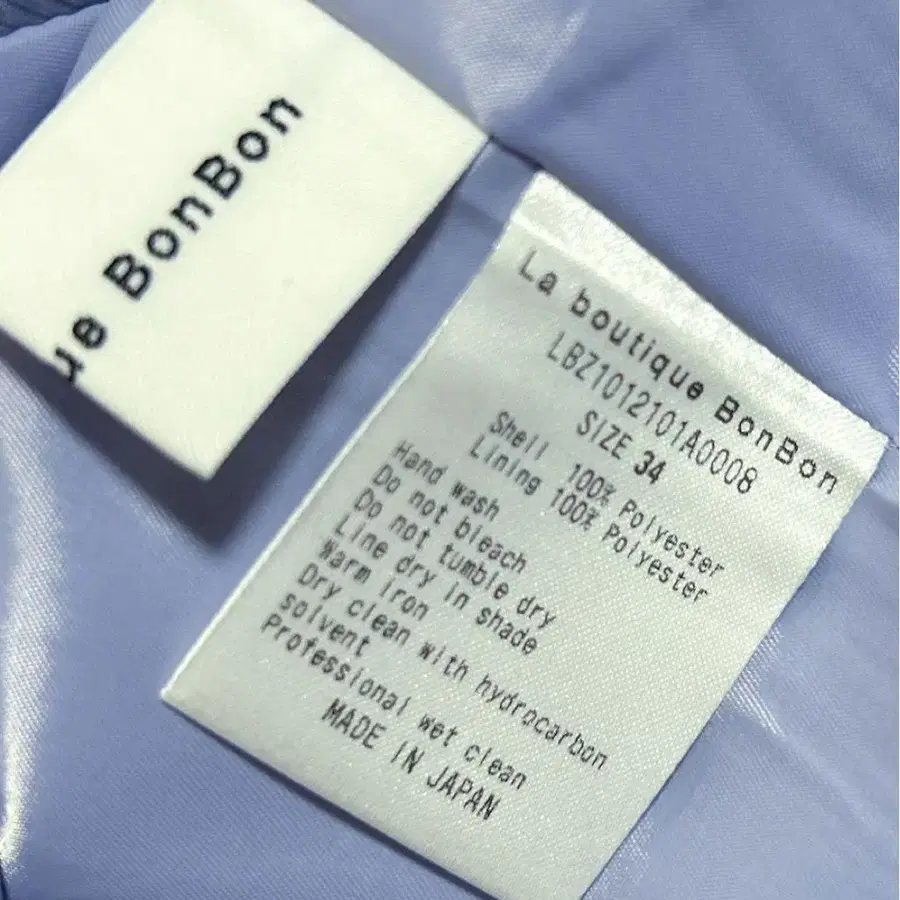 ue BonBon
La boutique BonBon
LBZ1012101A0008
SIZE 34
Shell 100% Polyester
Lining 100% Polyester
Hand wash
Do not bleach
Do not tumble dry
Line dry in shade
Warm iron
Dry clean with hydrocarbon
solvent
Professional wet clean
MADE IN JAPAN